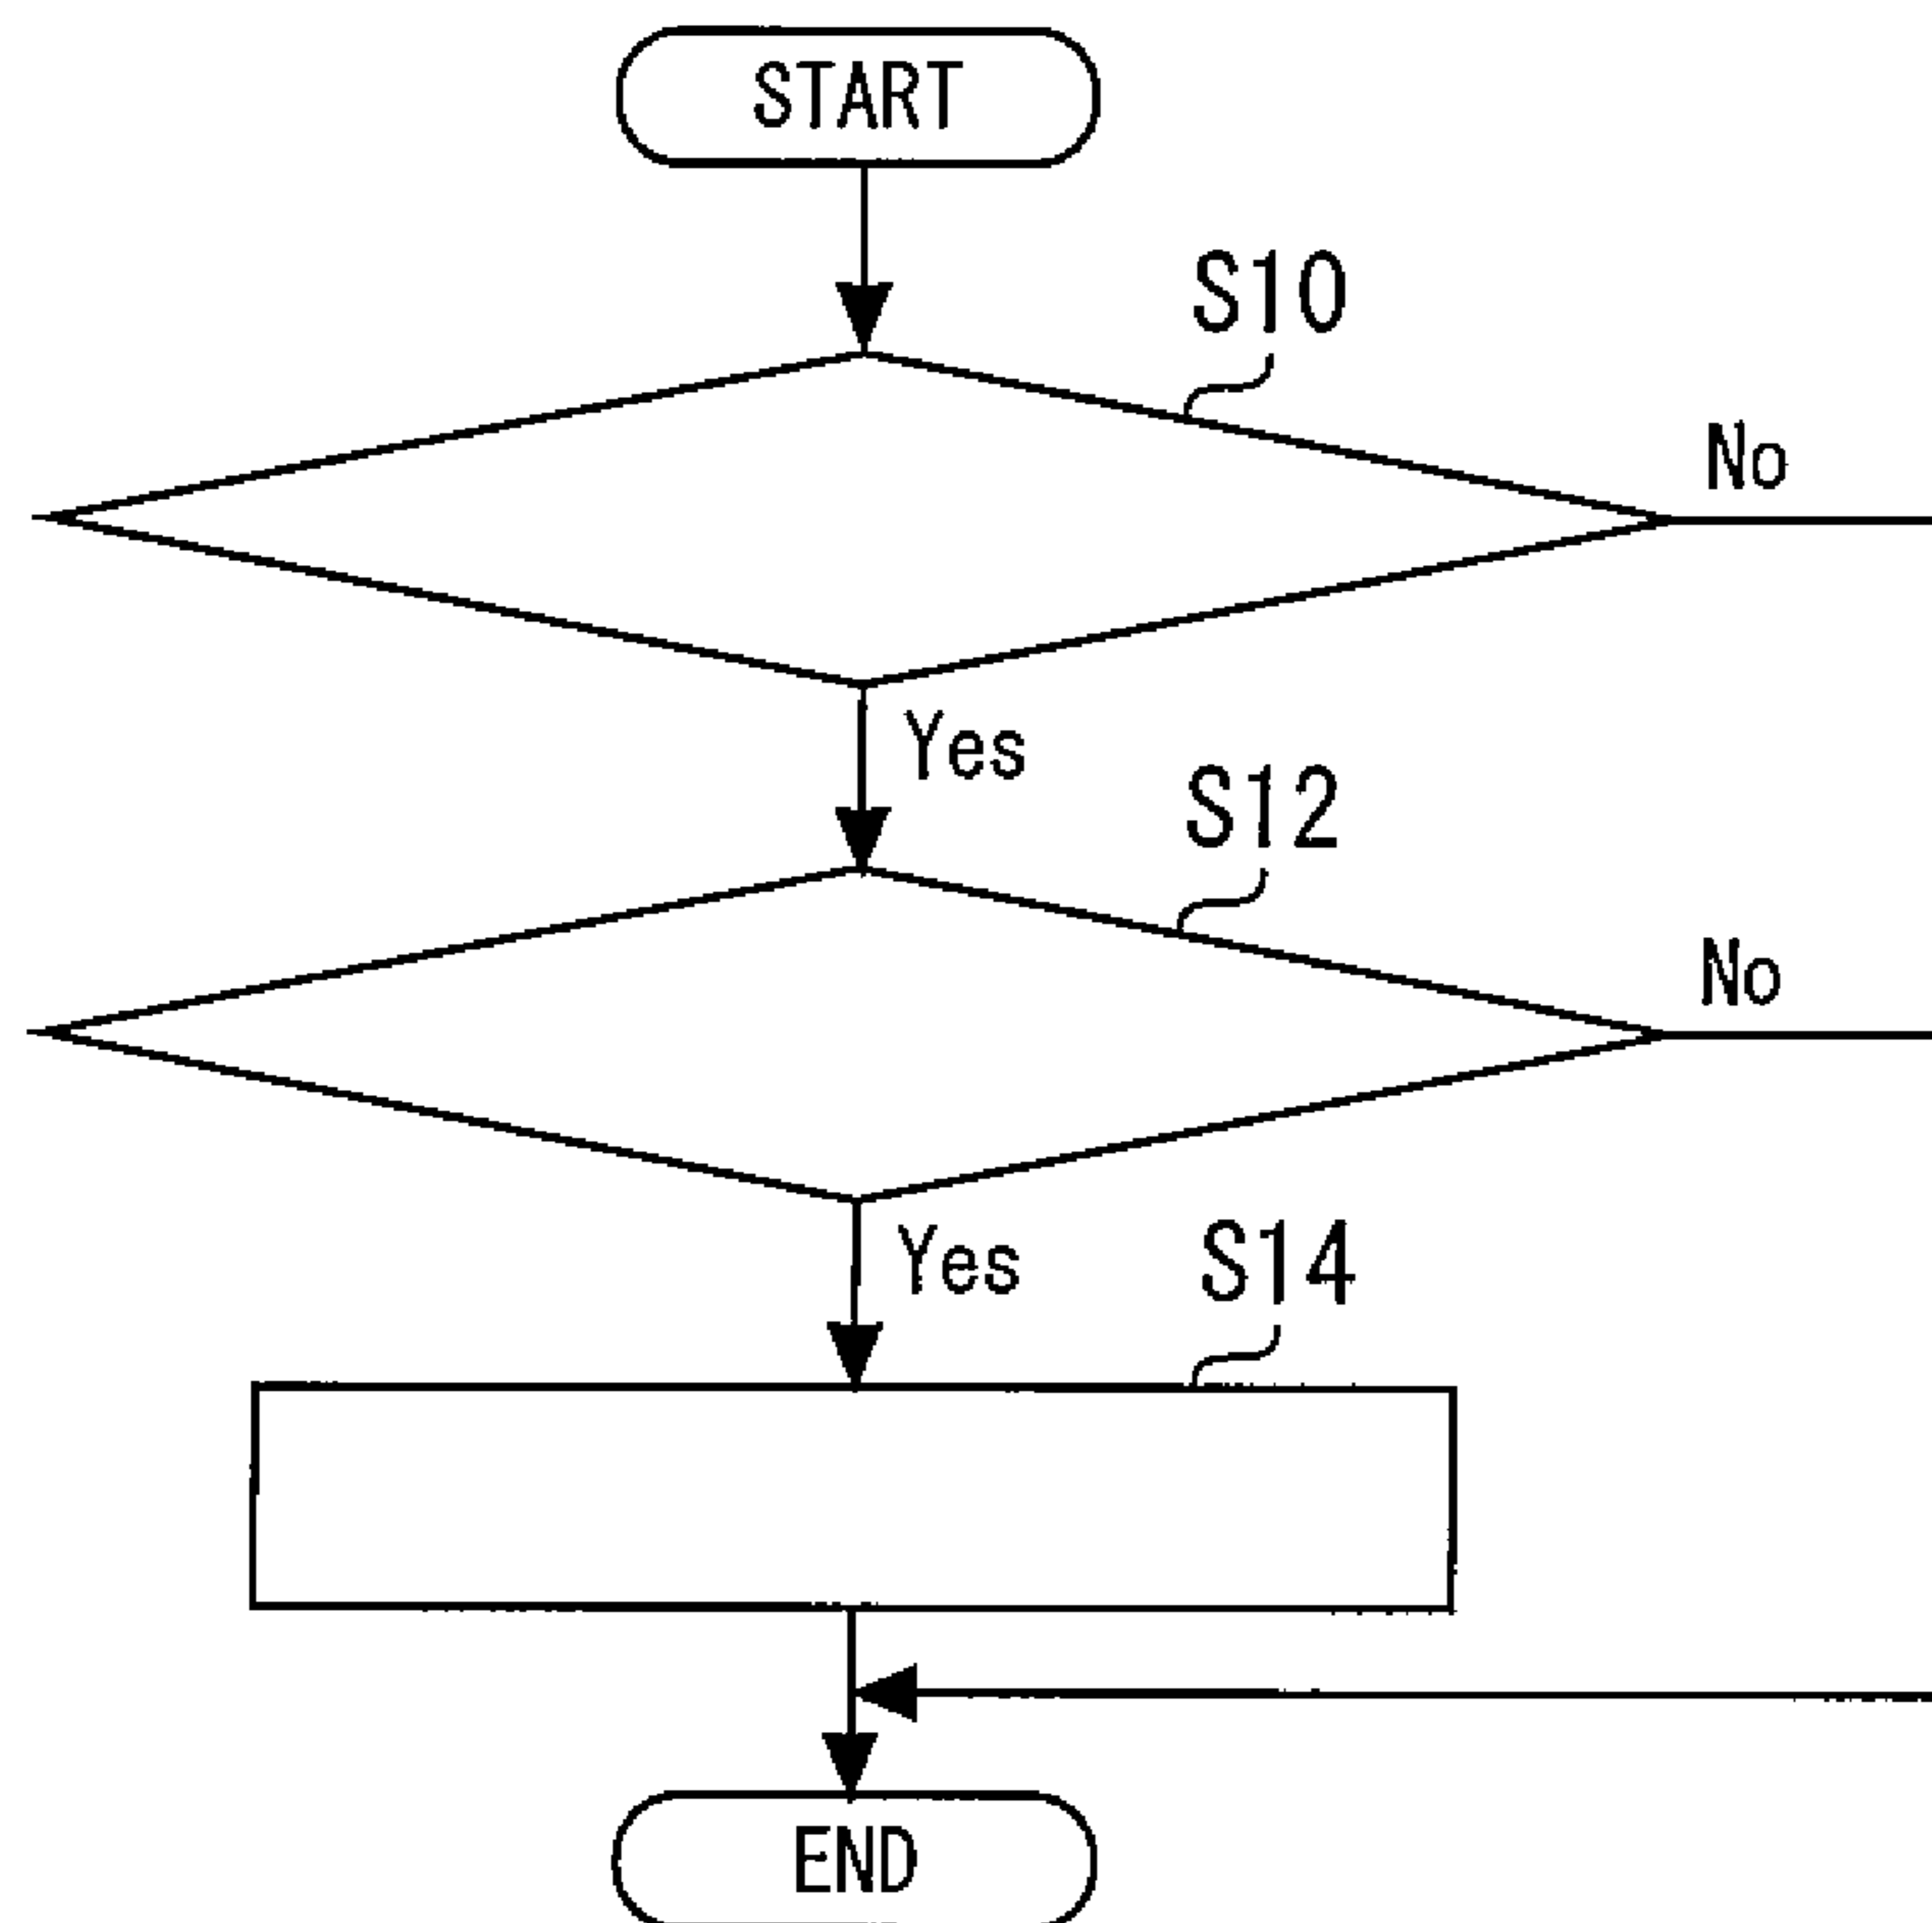 START
S10
No
Yes
S12
No
Yes
S14
END